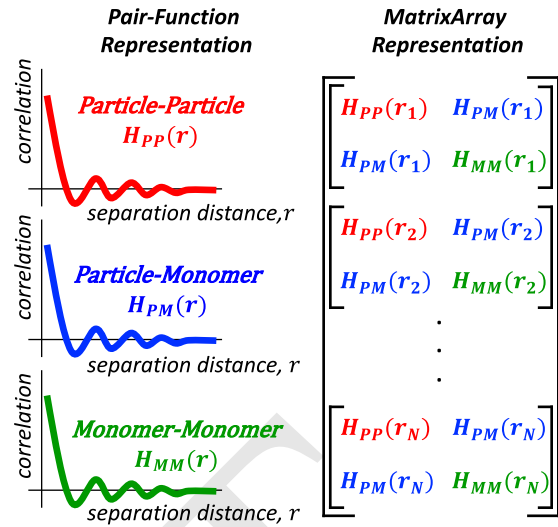 Pair-Function
Representation
correlation
Particle-Particle
H_PP(r)
separation distance,r
correlation
Particle-Monomer
H_PM(r)
separation distance, r
correlation
Monomer-Monomer
H_MM(r)
separation distance, r
MatrixArray
Representation
H_PP(r_1) H_PM(r_1)
H_PM(r_1) H_MM(r_1)
H_PP(r_2) H_PM(r_2)
H_PM(r_2) H_MM(r_2)
.
.
.
H_PP(r_N) H_PM(r_N)
H_PM(r_N) H_MM(r_N)